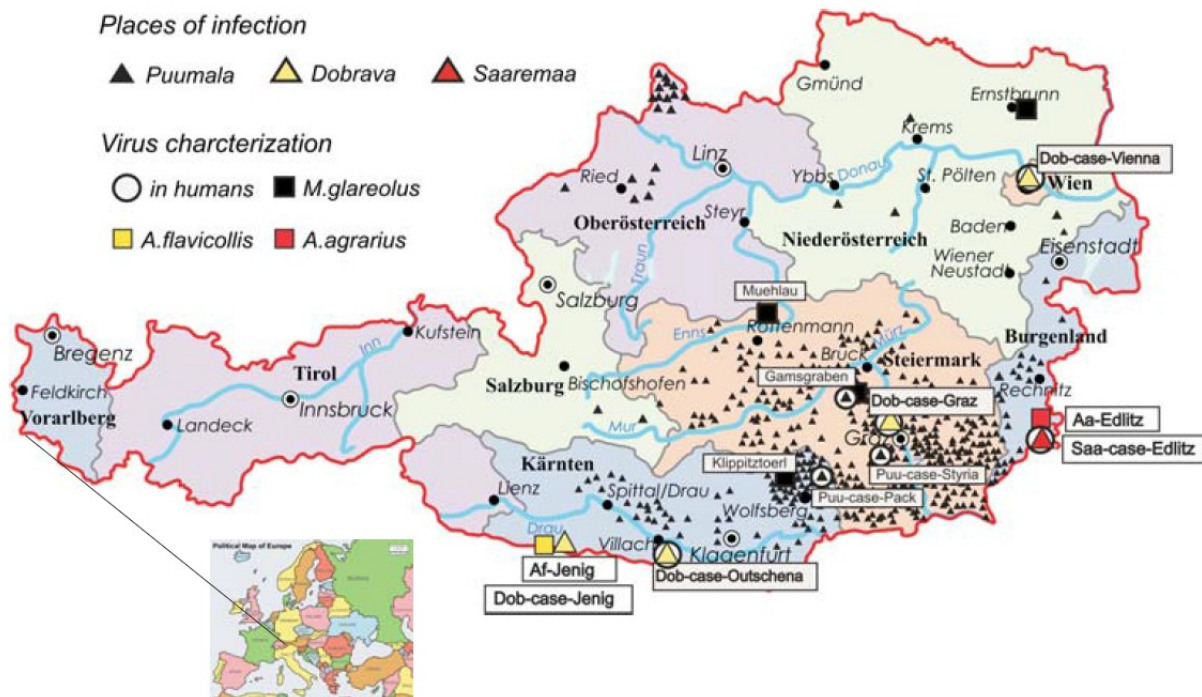 Places of infection
Puumala
Dobrava
Saaremaa
Virus charcterization
in humans
M.glareolus
A.flavicollis
A.agrarius
Gmünd
Ernstbrunn
Krems
Linz
Dob-case-Vienna
Ried
Ybbs
Donau
St. Pölten
Wien
Oberösterreich
Steyr
Niederösterreich
Baden
Eisenstadt
Traun
Wiener
Neustadt
Salzburg
Muehlau
Enns
Rottenmann
Mürz
Burgenland
Kufstein
Bregenz
Inn
Bruck
Steiermark
Tirol
Salzburg
Bischofshofen
Gamsgraben
Rechnitz
Feldkirch
Vorarlberg
Innsbruck
Dob-case-Graz
Aa-Edlitz
Landeck
Mur
Graz
Saa-case-Edlitz
Kärnten
Klippitztoerl
Puu-case-Styria
Lienz
Spittal/Drau
Puu-case-Pack
Wolfsberg
Drau
Villach
Klagenfurt
Af-Jenig
Dob-case-Outschena
Dob-case-Jenig
Political Map of Europe